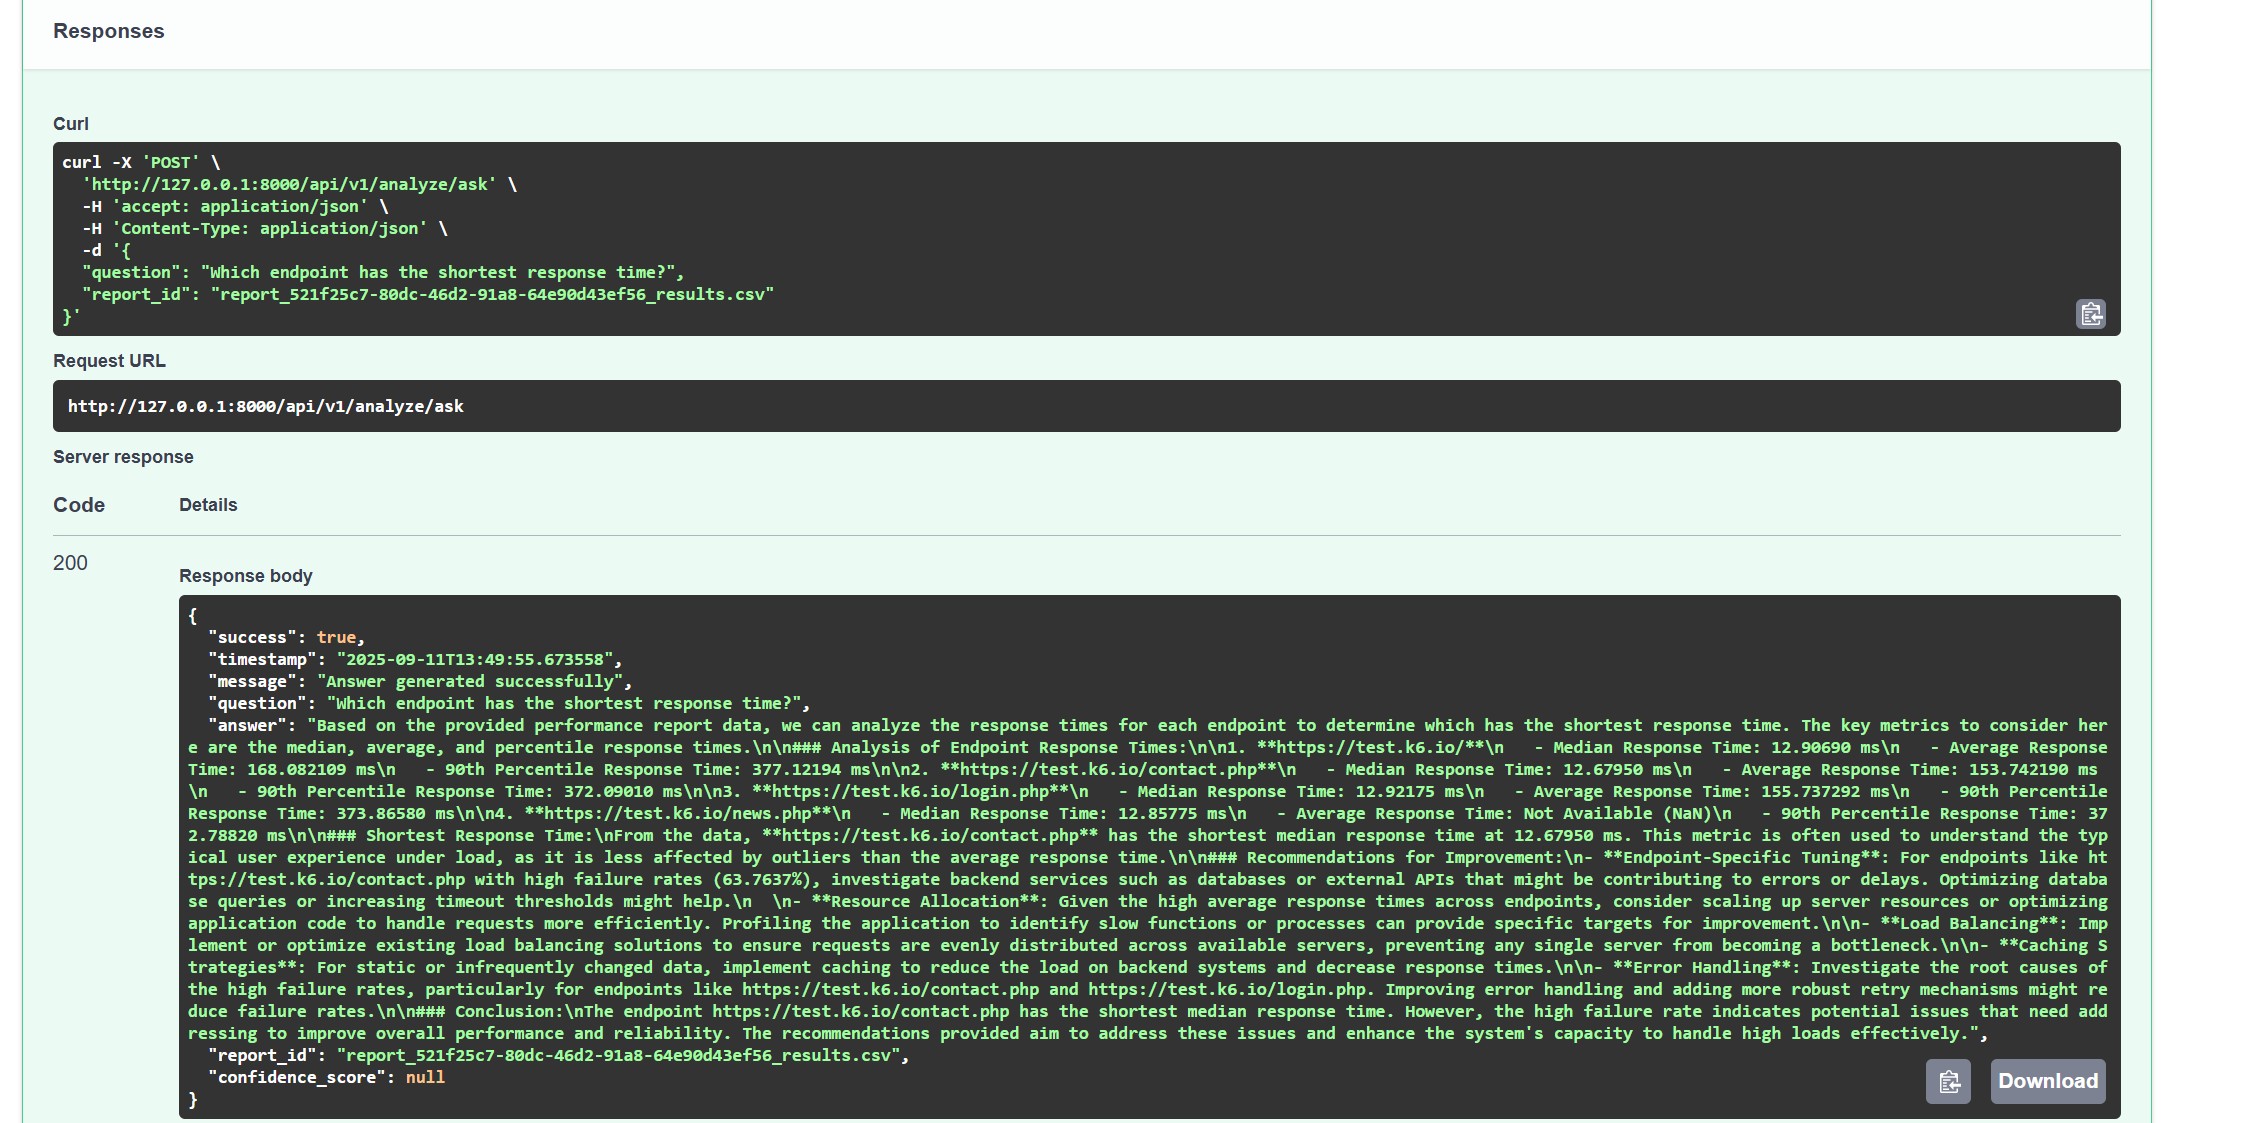 Responses
Curl
curl -X 'POST' \
  'http://127.0.0.1:8000/api/v1/analyze/ask' \
  -H 'accept: application/json' \
  -H 'Content-Type: application/json' \
  -d '{
  "question": "Which endpoint has the shortest response time?",
  "report_id": "report_521f25c7-80dc-46d2-91a8-64e90d43ef56_results.csv"
}'
Request URL
http://127.0.0.1:8000/api/v1/analyze/ask
Server response
Code Details
200
Response body
{
  "success": true,
  "timestamp": "2025-09-11T13:49:55.673558",
  "message": "Answer generated successfully",
  "question": "Which endpoint has the shortest response time?",
  "answer": "Based on the provided performance report data, we can analyze the response times for each endpoint to determine which has the shortest response time. The key metrics to consider her
e are the median, average, and percentile response times.\n\n### Analysis of Endpoint Response Times:\n\n1. **https://test.k6.io/**\n   - Median Response Time: 12.90690 ms\n   - Average Response
Time: 168.082109 ms\n   - 90th Percentile Response Time: 377.12194 ms\n\n2. **https://test.k6.io/contact.php**\n   - Median Response Time: 12.67950 ms\n   - Average Response Time: 153.742190 ms
\n   - 90th Percentile Response Time: 372.09010 ms\n\n3. **https://test.k6.io/login.php**\n   - Median Response Time: 12.92175 ms\n   - Average Response Time: 155.737292 ms\n   - 90th Percentile
Response Time: 373.86580 ms\n\n4. **https://test.k6.io/news.php**\n   - Median Response Time: 12.85775 ms\n   - Average Response Time: Not Available (NaN)\n   - 90th Percentile Response Time: 37
2.78820 ms\n\n### Shortest Response Time:\nFrom the data, **https://test.k6.io/contact.php** has the shortest median response time at 12.67950 ms. This metric is often used to understand the typ
ical user experience under load, as it is less affected by outliers than the average response time.\n\n### Recommendations for Improvement:\n- **Endpoint-Specific Tuning**: For endpoints like ht
tps://test.k6.io/contact.php with high failure rates (63.7637%), investigate backend services such as databases or external APIs that might be contributing to errors or delays. Optimizing databa
se queries or increasing timeout thresholds might help.\n  \n- **Resource Allocation**: Given the high average response times across endpoints, consider scaling up server resources or optimizing
application code to handle requests more efficiently. Profiling the application to identify slow functions or processes can provide specific targets for improvement.\n\n- **Load Balancing**: Imp
lement or optimize existing load balancing solutions to ensure requests are evenly distributed across available servers, preventing any single server from becoming a bottleneck.\n\n- **Caching S
trategies**: For static or infrequently changed data, implement caching to reduce the load on backend systems and decrease response times.\n\n- **Error Handling**: Investigate the root causes of
the high failure rates, particularly for endpoints like https://test.k6.io/contact.php and https://test.k6.io/login.php. Improving error handling and adding more robust retry mechanisms might re
duce failure rates.\n\n### Conclusion:\nThe endpoint https://test.k6.io/contact.php has the shortest median response time. However, the high failure rate indicates potential issues that need add
ressing to improve overall performance and reliability. The recommendations provided aim to address these issues and enhance the system's capacity to handle high loads effectively.",
  "report_id": "report_521f25c7-80dc-46d2-91a8-64e90d43ef56_results.csv",
  "confidence_score": null
}
Download